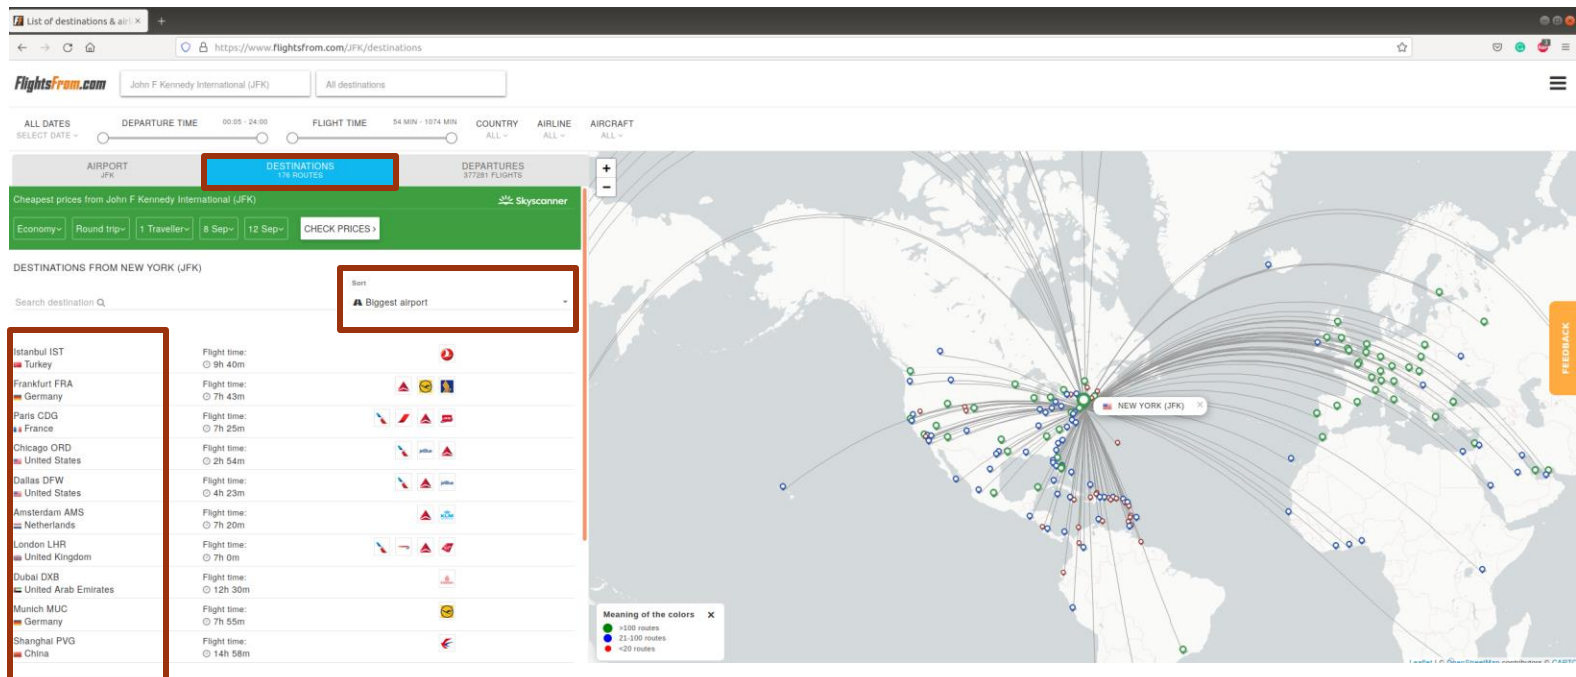 List of destinations & airl
https://www.flightsfrom.com/JFK/destinations
FlightsFrom.com
John F Kennedy International (JFK)
All destinations
ALL DATES
SELECT DATE
DEPARTURE TIME 00:05 - 24:00
FLIGHT TIME 54 MIN - 1074 MIN
COUNTRY
ALL
AIRLINE
ALL
AIRCRAFT
ALL
AIRPORT
JFK
DESTINATIONS
176 ROUTES
DEPARTURES
377281 FLIGHTS
Cheapest prices from John F Kennedy International (JFK)
Skyscanner
Economy Round trip 1 Traveller 8 Sep 12 Sep CHECK PRICES ›
DESTINATIONS FROM NEW YORK (JFK)
Sort
Search destination
Biggest airport
Istanbul IST Flight time:
Turkey 9h 40m
Frankfurt FRA Flight time:
Germany 7h 43m
Paris CDG Flight time:
France 7h 25m
Chicago ORD Flight time:
jetBlue
United States 2h 54m
Dallas DFW Flight time:
jetBlue
United States 4h 23m
Amsterdam AMS Flight time:
KLM
Netherlands 7h 20m
London LHR Flight time:
United Kingdom 7h 0m
Dubai DXB Flight time:
United Arab Emirates 12h 30m
Munich MUC Flight time:
Germany 7h 55m
Shanghai PVG Flight time:
China 14h 58m
+
−
NEW YORK (JFK) ×
FEEDBACK
Meaning of the colors X
>100 routes
21-100 routes
<20 routes
Leaflet | © OpenStreetMap contributors © CARTO